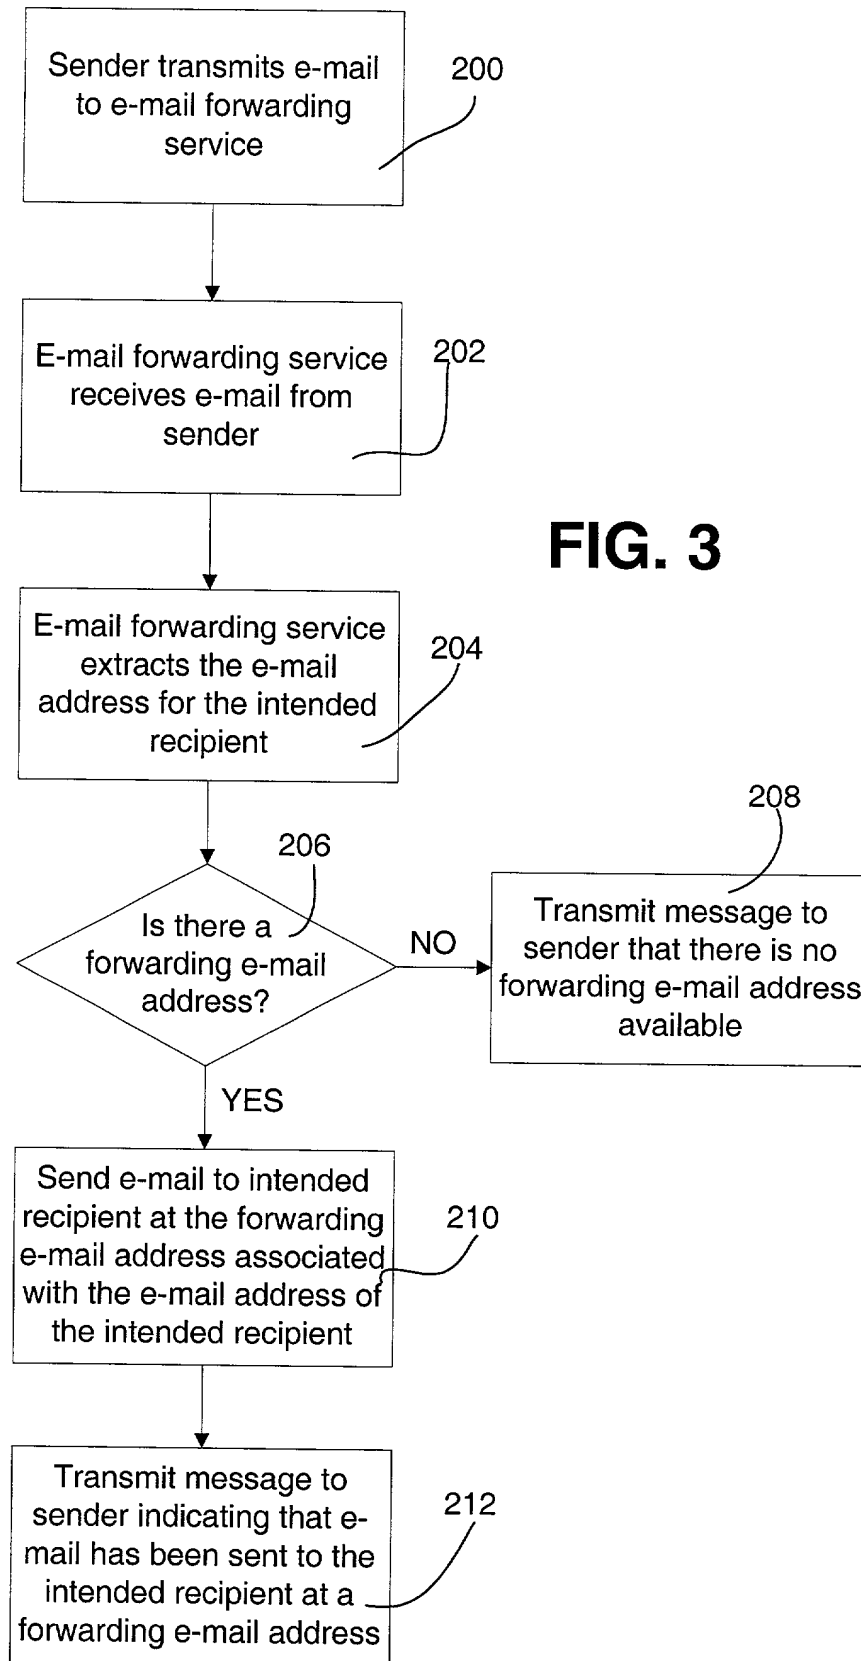 Sender transmits e-mail
to e-mail forwarding
service
200
E-mail forwarding service
receives e-mail from
sender
202
FIG. 3
E-mail forwarding service
extracts the e-mail
address for the intended
recipient
204
206
Is there a
forwarding e-mail
address?
NO
208
Transmit message to
sender that there is no
forwarding e-mail address
available
YES
Send e-mail to intended
recipient at the forwarding
e-mail address associated
with the e-mail address of
the intended recipient
210
Transmit message to
sender indicating that e-
mail has been sent to the
intended recipient at a
forwarding e-mail address
212